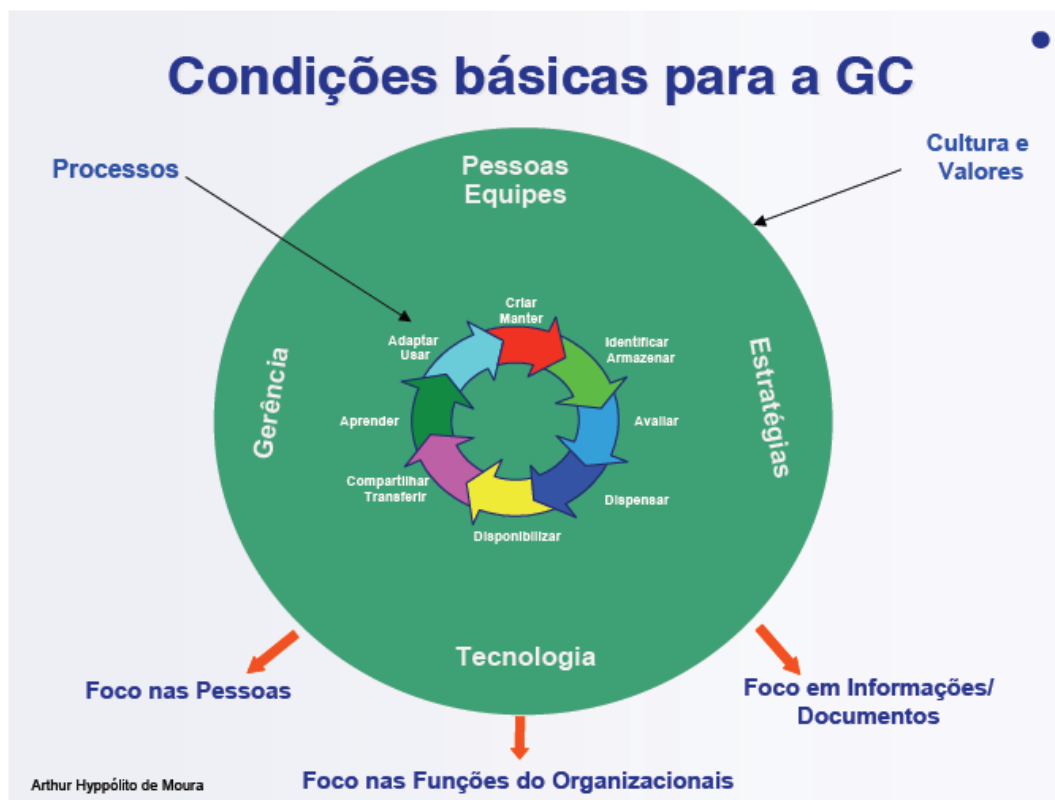 Condições básicas para a GC
Processos
Cultura e
Valores
Pessoas
Equipes
Criar
Manter
Identificar
Armazenar
Avaliar
Dispensar
Disponibilizar
Compartilhar
Transferir
Aprender
Adaptar
Usar
Gerência
Estratégias
Tecnologia
Foco nas Pessoas
Foco em Informações/
Documentos
Foco nas Funções do Organizacionais
Arthur Hyppólito de Moura